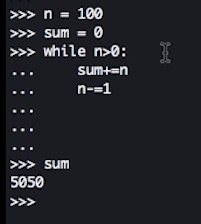 >>> n = 100
>>> sum = 0
>>> while n>0:
...     sum+=n
...     n-=1
...
...
...
>>> sum
5050
>>>